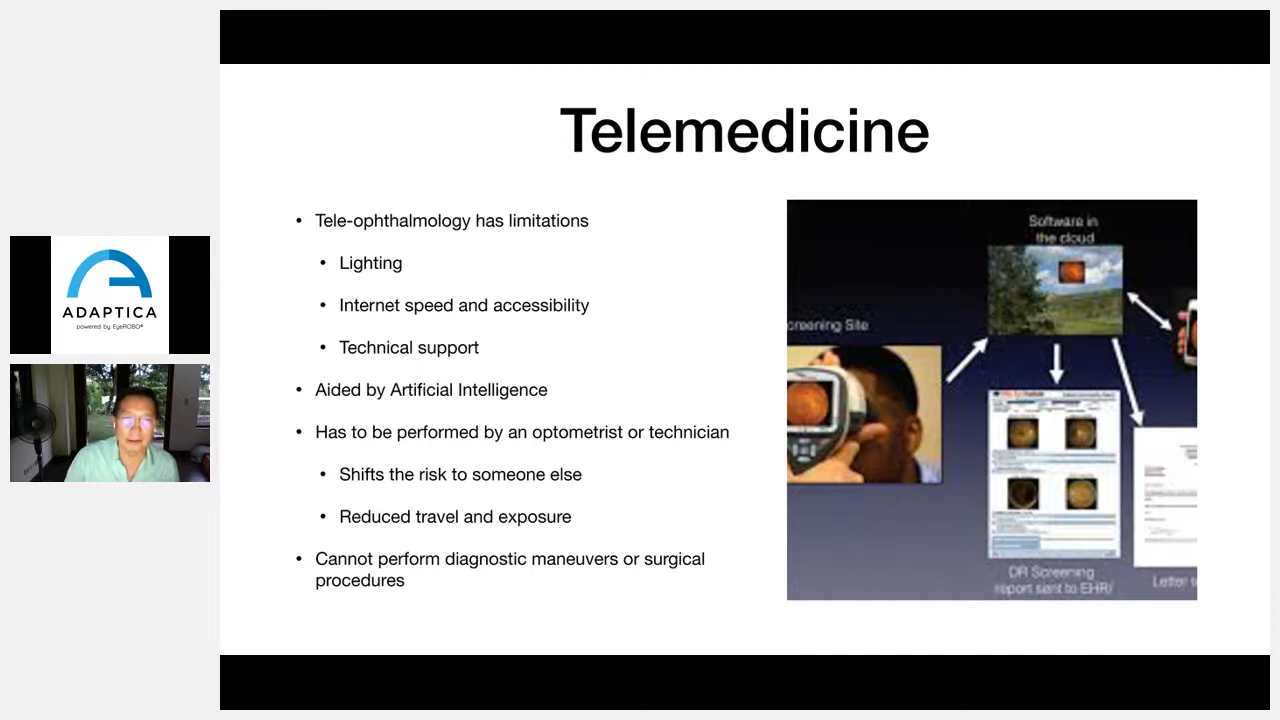 Telemedicine
• Tele-ophthalmology has limitations
• Lighting
• Internet speed and accessibility
• Technical support
• Aided by Artificial Intelligence
• Has to be performed by an optometrist or technician
• Shifts the risk to someone else
• Reduced travel and exposure
• Cannot perform diagnostic maneuvers or surgical
procedures
Software in
the cloud
creening Site
DR Screening
report sent to EHR/
Letter t
ADAPTICA
powered by EyeROBO®